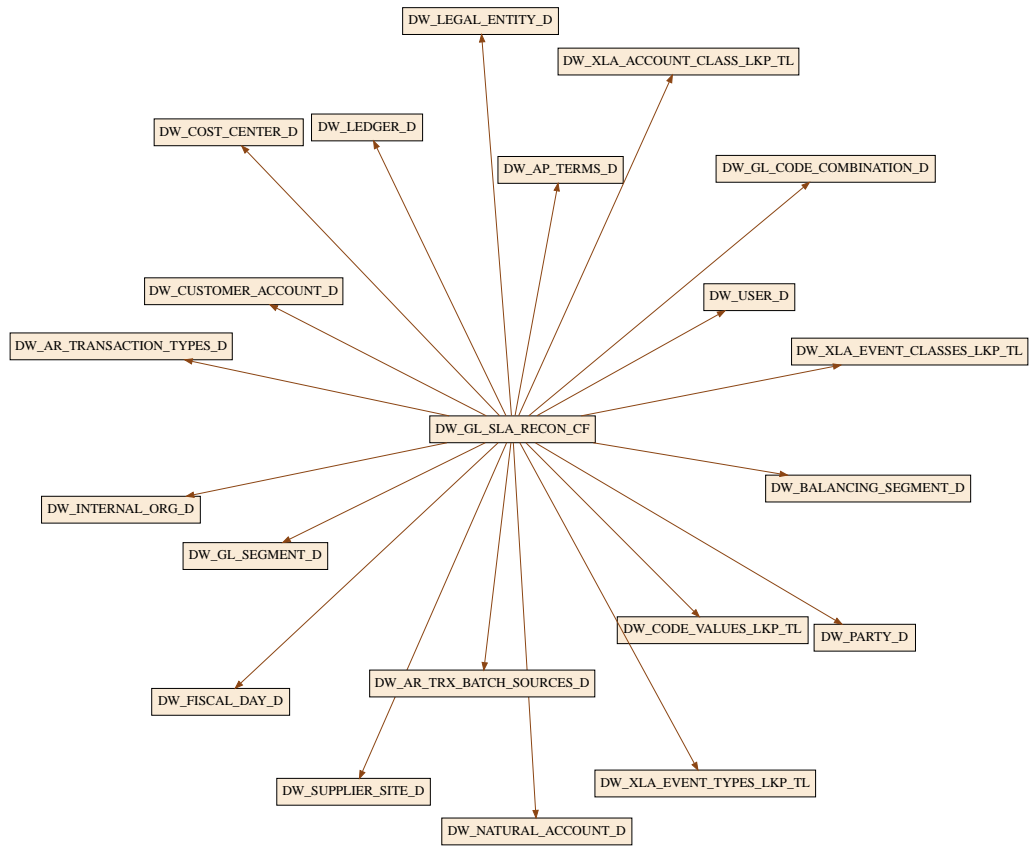 DW_LEGAL_ENTITY_D
DW_XLA_ACCOUNT_CLASS_LKP_TL
DW_COST_CENTER_D
DW_LEDGER_D
DW_AP_TERMS_D
DW_GL_CODE_COMBINATION_D
DW_CUSTOMER_ACCOUNT_D
DW_USER_D
DW_AR_TRANSACTION_TYPES_D
DW_XLA_EVENT_CLASSES_LKP_TL
DW_GL_SLA_RECON_CF
DW_BALANCING_SEGMENT_D
DW_INTERNAL_ORG_D
DW_GL_SEGMENT_D
DW_CODE_VALUES_LKP_TL
DW_PARTY_D
DW_AR_TRX_BATCH_SOURCES_D
DW_FISCAL_DAY_D
DW_XLA_EVENT_TYPES_LKP_TL
DW_SUPPLIER_SITE_D
DW_NATURAL_ACCOUNT_D